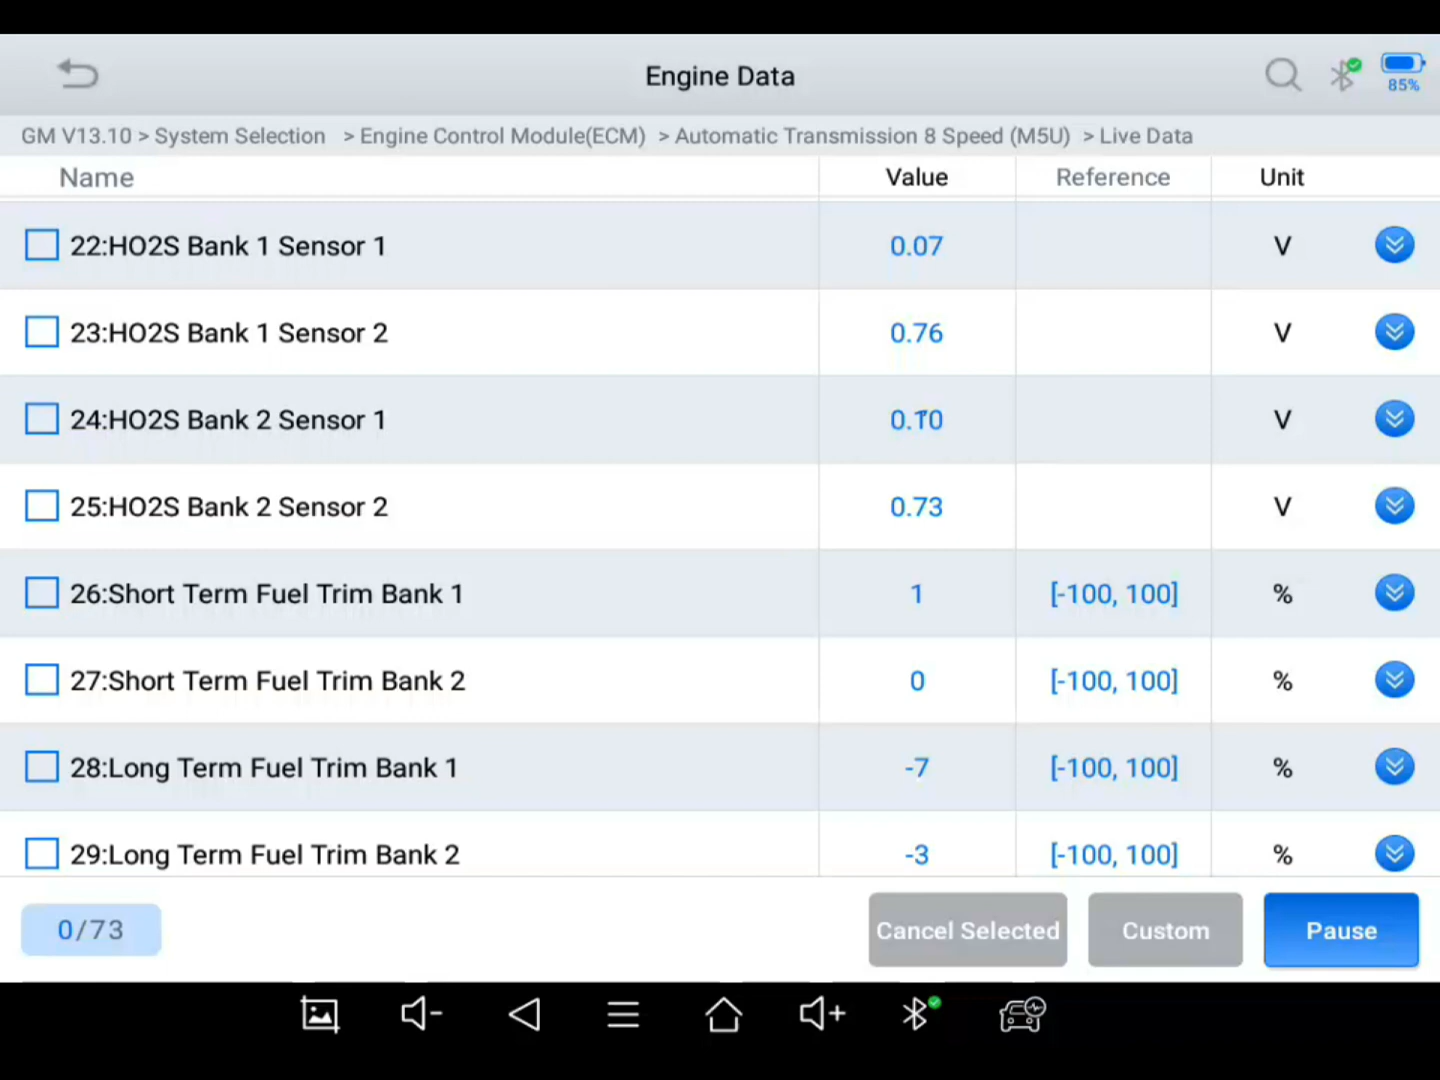 Engine Data
85%
GM V13.10 > System Selection > Engine Control Module(ECM) > Automatic Transmission 8 Speed (M5U) > Live Data
Name Value Reference Unit
22:HO2S Bank 1 Sensor 1 0.07 V
23:HO2S Bank 1 Sensor 2 0.76 V
24:HO2S Bank 2 Sensor 1 0.10 V
25:HO2S Bank 2 Sensor 2 0.73 V
26:Short Term Fuel Trim Bank 1 1 [-100, 100] %
27:Short Term Fuel Trim Bank 2 0 [-100, 100] %
28:Long Term Fuel Trim Bank 1 -7 [-100, 100] %
29:Long Term Fuel Trim Bank 2 -3 [-100, 100] %
0/73 Cancel Selected Custom Pause